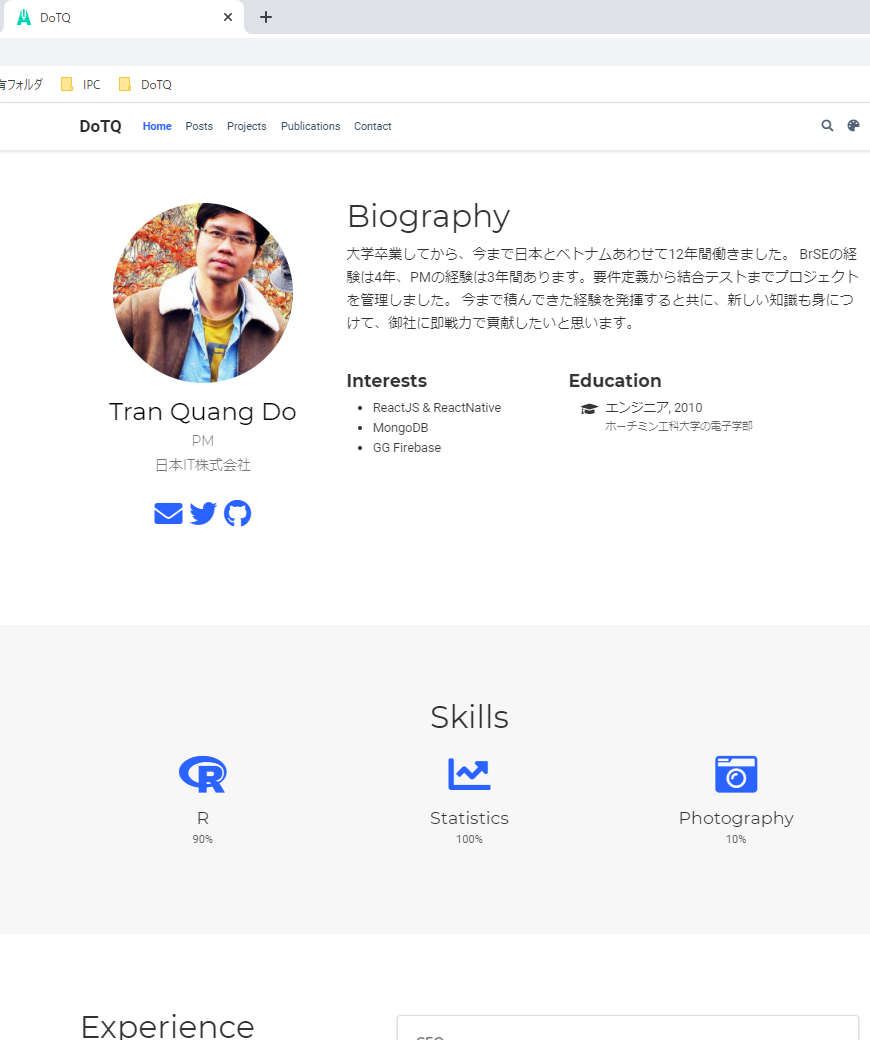 DoTQ
有フォルダ IPC DoTQ
DoTQ Home Posts Projects Publications Contact
Biography
大学卒業してから、今まで日本とベトナムあわせて12年間働きました。 BrSEの経
験は4年、PMの経験は3年間あります。要件定義から結合テストまでプロジェクト
を管理しました。 今まで積んできた経験を発揮すると共に、新しい知識も身につ
けて、御社に即戦力で貢献したいと思います。
Tran Quang Do
PM
日本IT株式会社
Interests
ReactJS & ReactNative
MongoDB
GG Firebase
Education
エンジニア, 2010
ホーチミン工科大学の電子学部
Skills
R
90%
Statistics
100%
Photography
10%
Experience
CEO